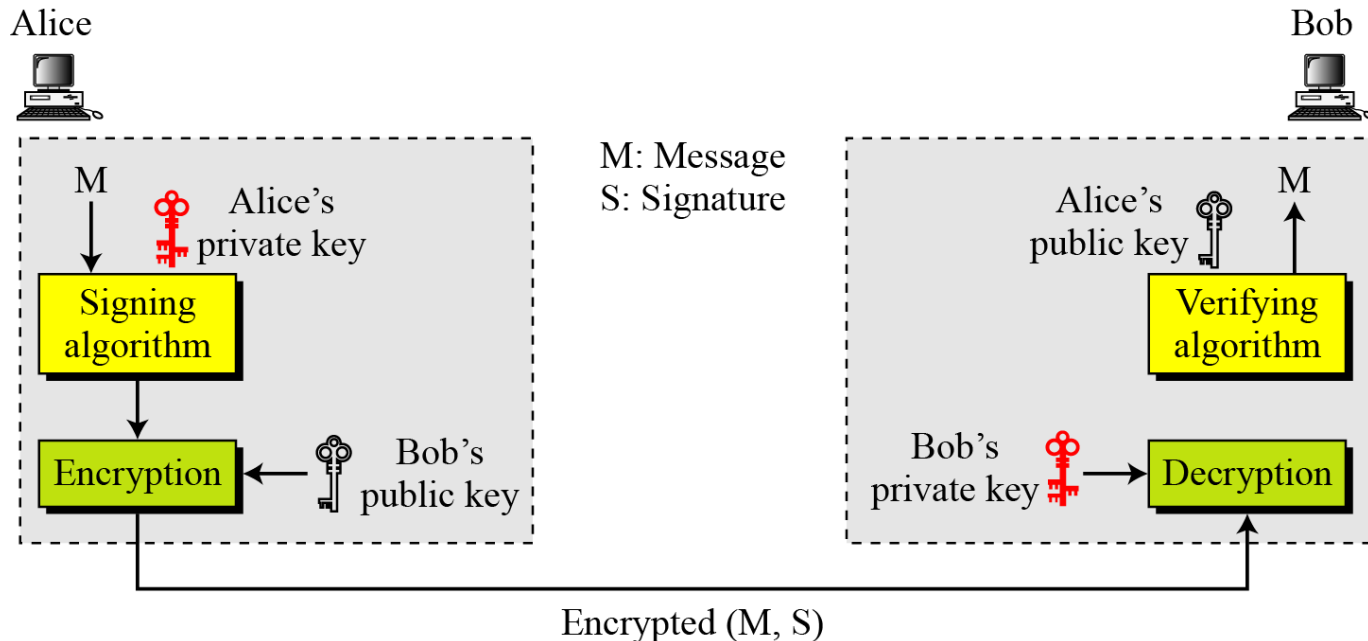 Alice
Bob
M: Message
S: Signature
M
Alice’s
private key
Signing
algorithm
Encryption
Bob’s
public key
Alice’s
public key
M
Verifying
algorithm
Bob’s
private key
Decryption
Encrypted (M, S)